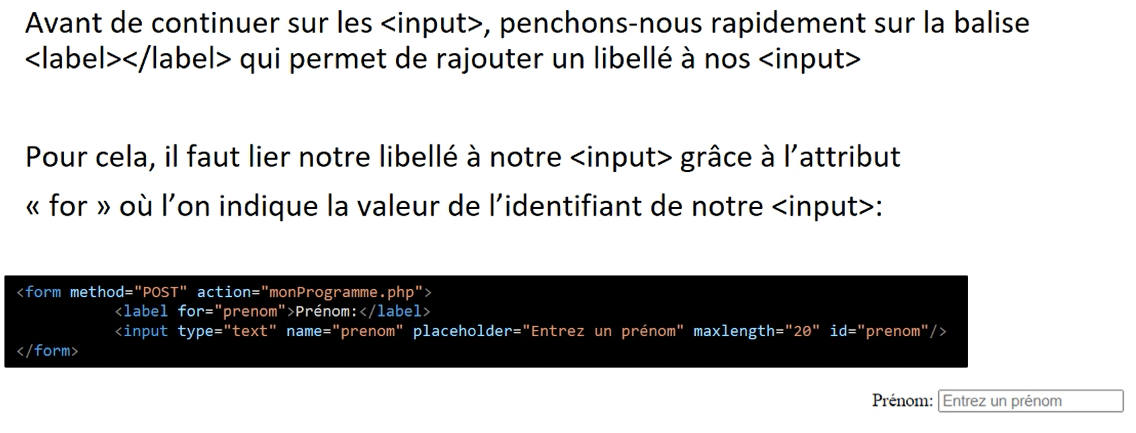 Avant de continuer sur les <input>, penchons-nous rapidement sur la balise
<label></label> qui permet de rajouter un libellé à nos <input>
Pour cela, il faut lier notre libellé à notre <input> grâce à l’attribut
« for » où l’on indique la valeur de l’identifiant de notre <input>:
<form method="POST" action="monProgramme.php">
<label for="prenom">Prénom:</label>
<input type="text" name="prenom" placeholder="Entrez un prénom" maxlength="20" id="prenom"/>
</form>
Prénom: Entrez un prénom